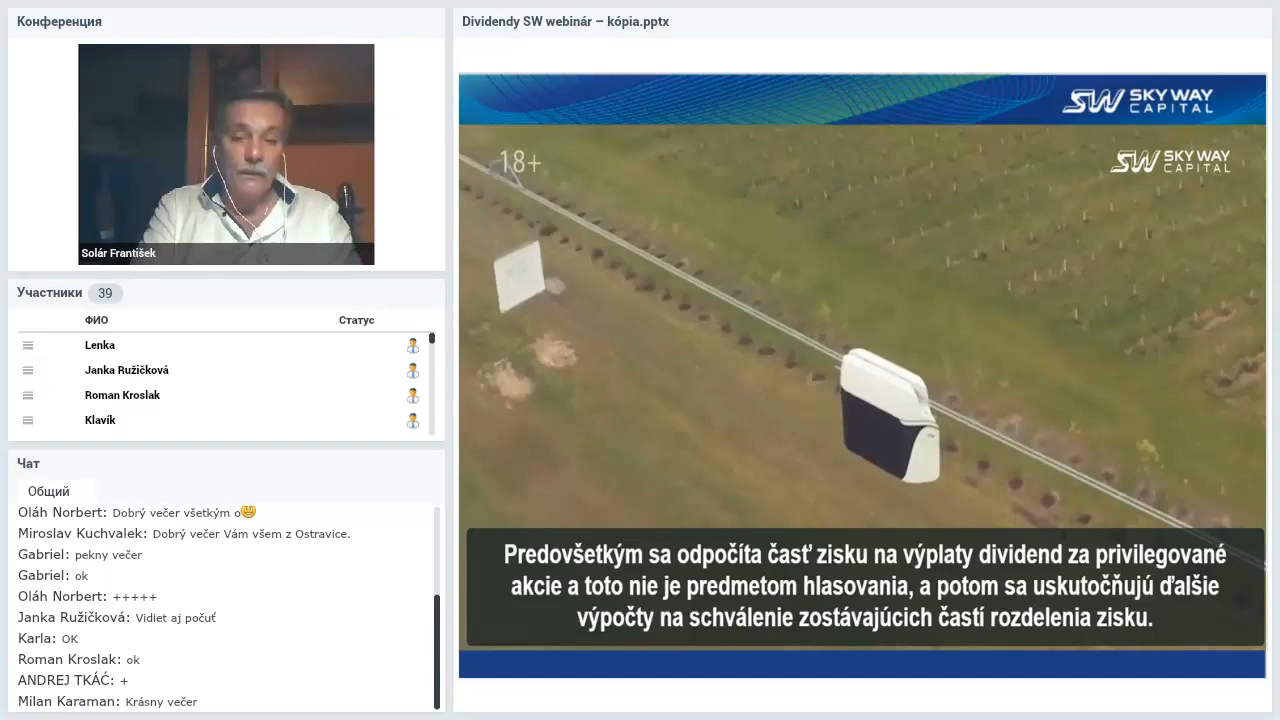 Конференция
Solár František
Участники 39
ФИО Статус
Lenka
Janka Ružičková
Roman Kroslak
Klavík
Чат
Общий
Oláh Norbert: Dobrý večer všetkým o
Miroslav Kuchvalek: Dobrý večer Vám všem z Ostravice.
Gabriel: pekny večer
Gabriel: ok
Oláh Norbert: +++++
Janka Ružičková: Vidiet aj počuť
Karla: OK
Roman Kroslak: ok
ANDREJ TKÁČ: +
Milan Karaman: Krásny večer
Dividendy SW webinár – kópia.pptx
SW SKY WAY
CAPITAL
18+
SW SKY WAY
CAPITAL
Predovšetkým sa odpočíta časť zisku na výplaty dividend za privilegované
akcie a toto nie je predmetom hlasovania, a potom sa uskutočňujú ďalšie
výpočty na schválenie zostávajúcich častí rozdelenia zisku.